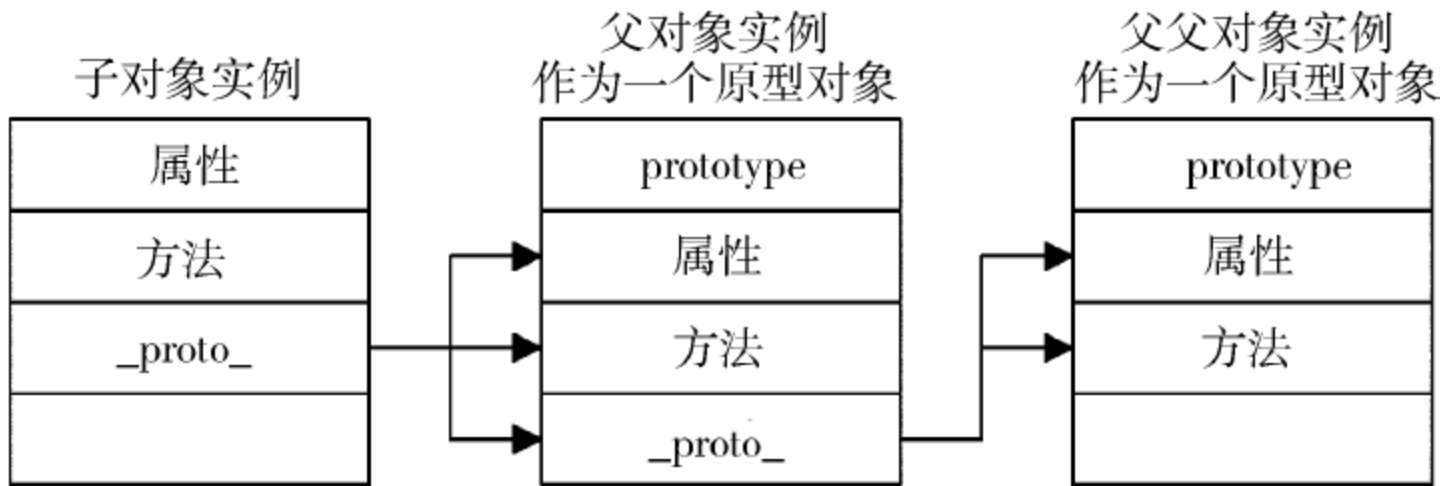 子对象实例
属性
方法
_proto_
父对象实例
作为一个原型对象
prototype
属性
方法
_proto_
父父对象实例
作为一个原型对象
prototype
属性
方法